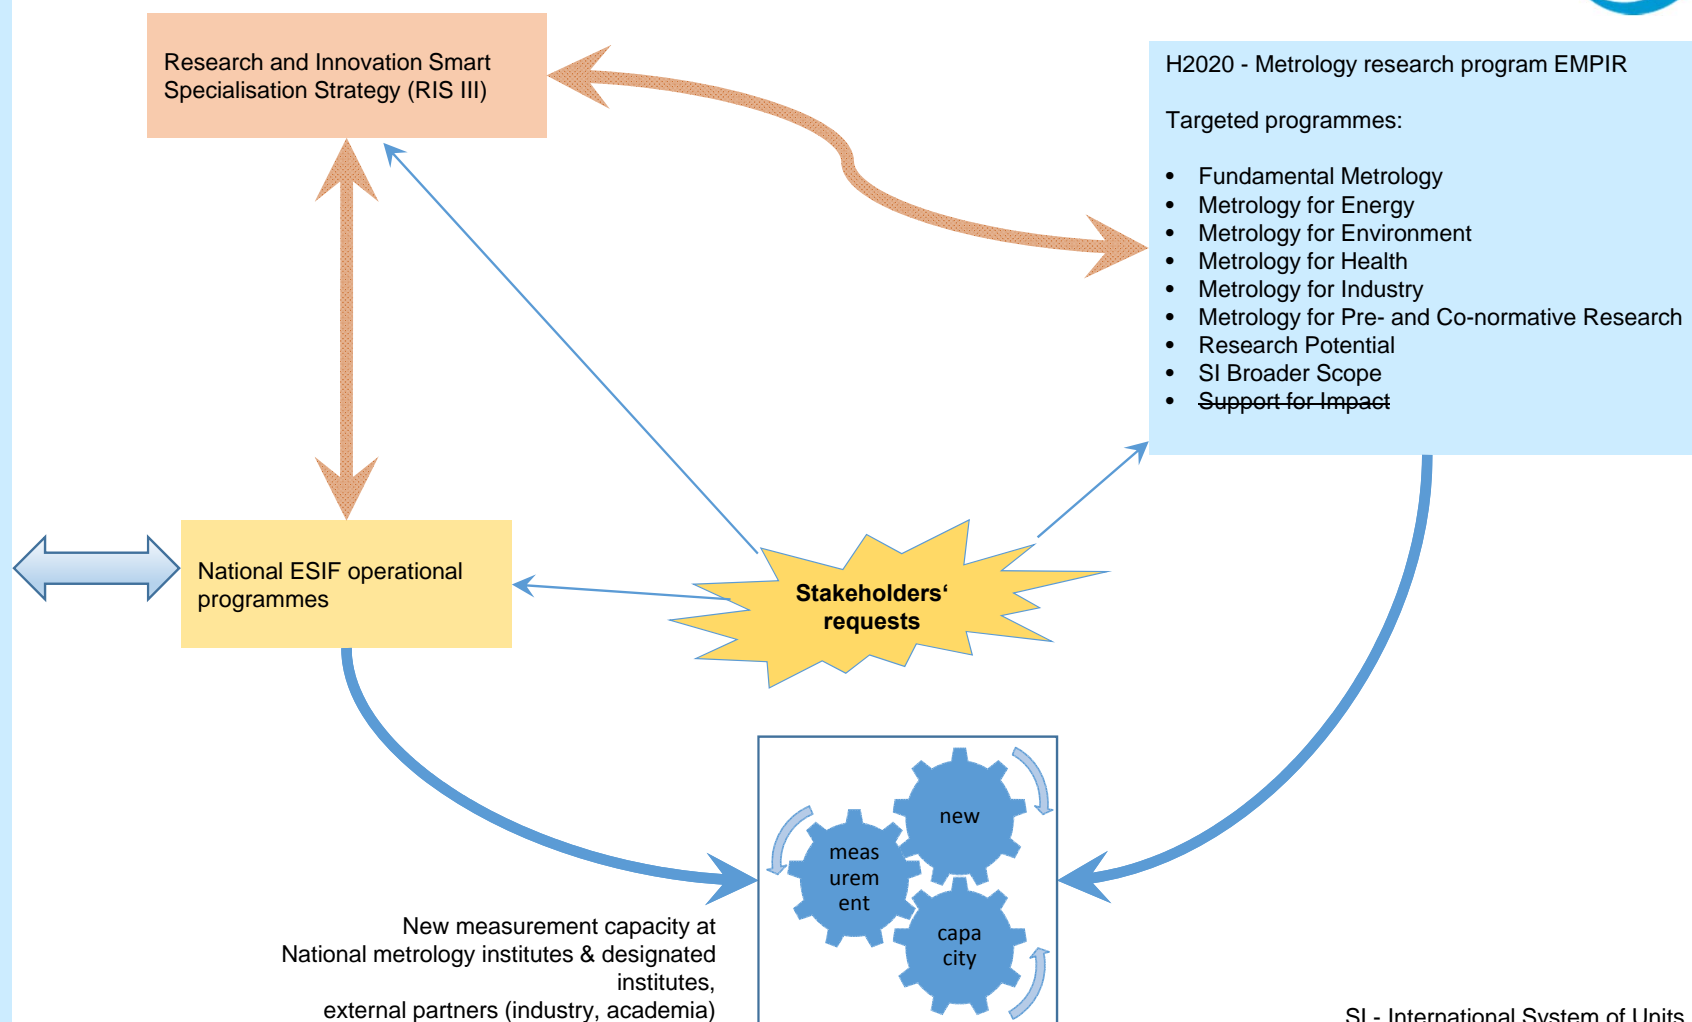 Research and Innovation Smart
Specialisation Strategy (RIS III)
H2020 - Metrology research program EMPIR
Targeted programmes:
• Fundamental Metrology
• Metrology for Energy
• Metrology for Environment
• Metrology for Health
• Metrology for Industry
• Metrology for Pre- and Co-normative Research
• Research Potential
• SI Broader Scope
• Support for Impact
National ESIF operational
programmes
Stakeholders‘
requests
new
meas
urem
ent
capa
city
New measurement capacity at
National metrology institutes & designated
institutes,
external partners (industry, academia)
SI - International System of Units